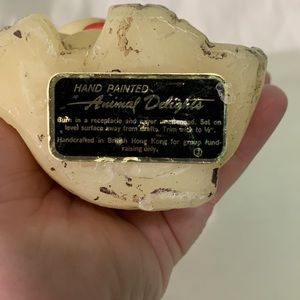 HAND PAINTED
Animal Delights
Burn in a receptacle and never unattended. Set on
level surface away from drafts. Trim wick to ½".
Handcrafted in British Hong Kong for group fund-
raising only.